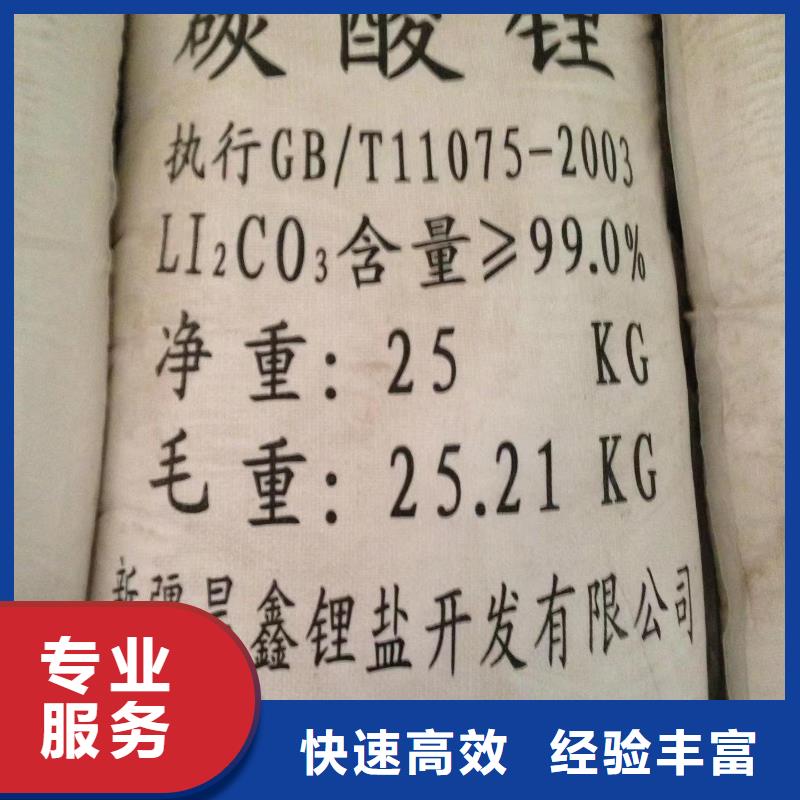 碳酸锂
执行GB/T11075-2003
LI₂CO₃含量≥99.0%
净重：25 KG
毛重：25.21 KG
新疆昊鑫锂盐开发有限公司
专业
服务
快速高效 经验丰富